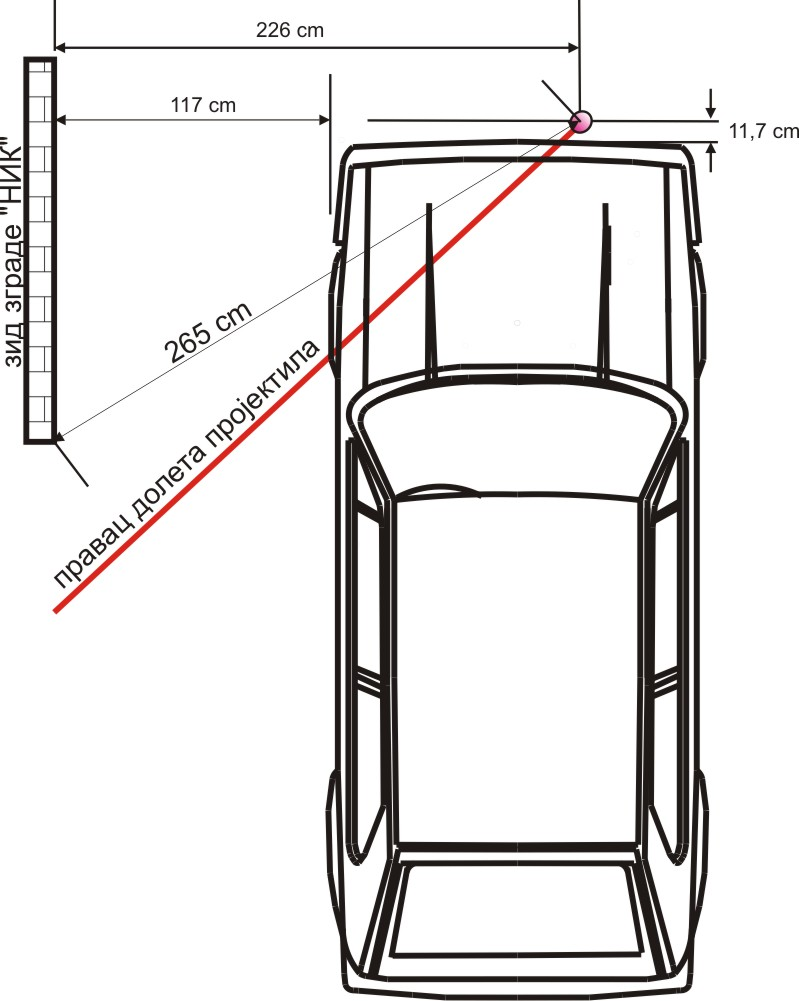 226 cm
117 cm
11,7 cm
зид зграде "НИК"
265 cm
правац долета пројектила